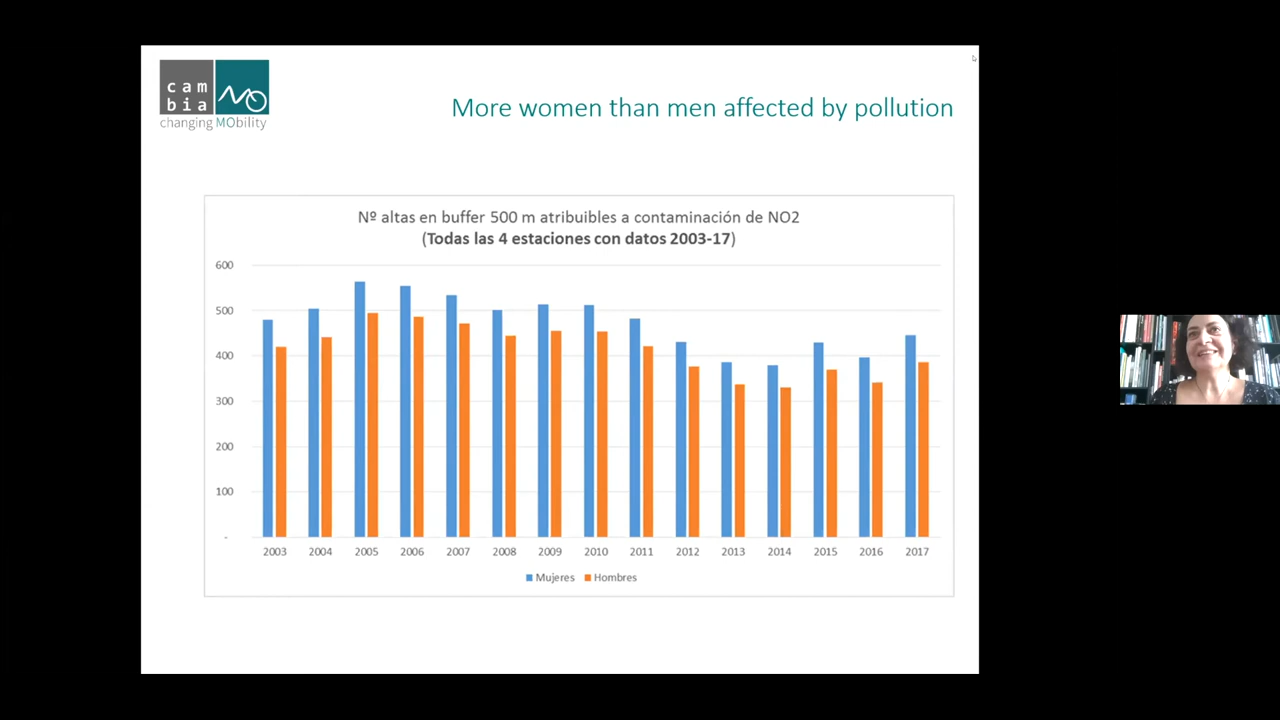 cam
bia
changing MObility
More women than men affected by pollution
Nº altas en buffer 500 m atribuibles a contaminación de NO2
(Todas las 4 estaciones con datos 2003-17)
600
500
400
300
200
100
-
2003 2004 2005 2006 2007 2008 2009 2010 2011 2012 2013 2014 2015 2016 2017
Mujeres Hombres